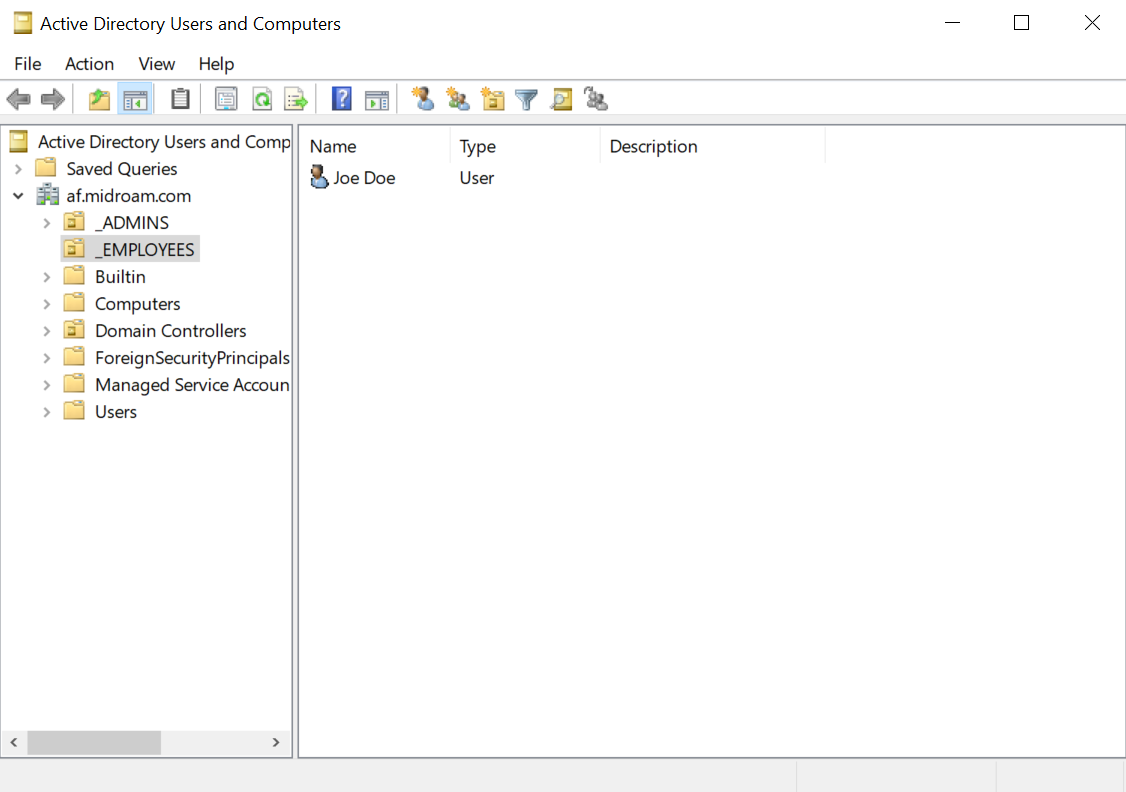 Active Directory Users and Computers
File Action View Help
?
Active Directory Users and Comp
Saved Queries
af.midroam.com
_ADMINS
_EMPLOYEES
Builtin
Computers
Domain Controllers
ForeignSecurityPrincipals
Managed Service Accoun
Users
Name Type Description
Joe Doe User